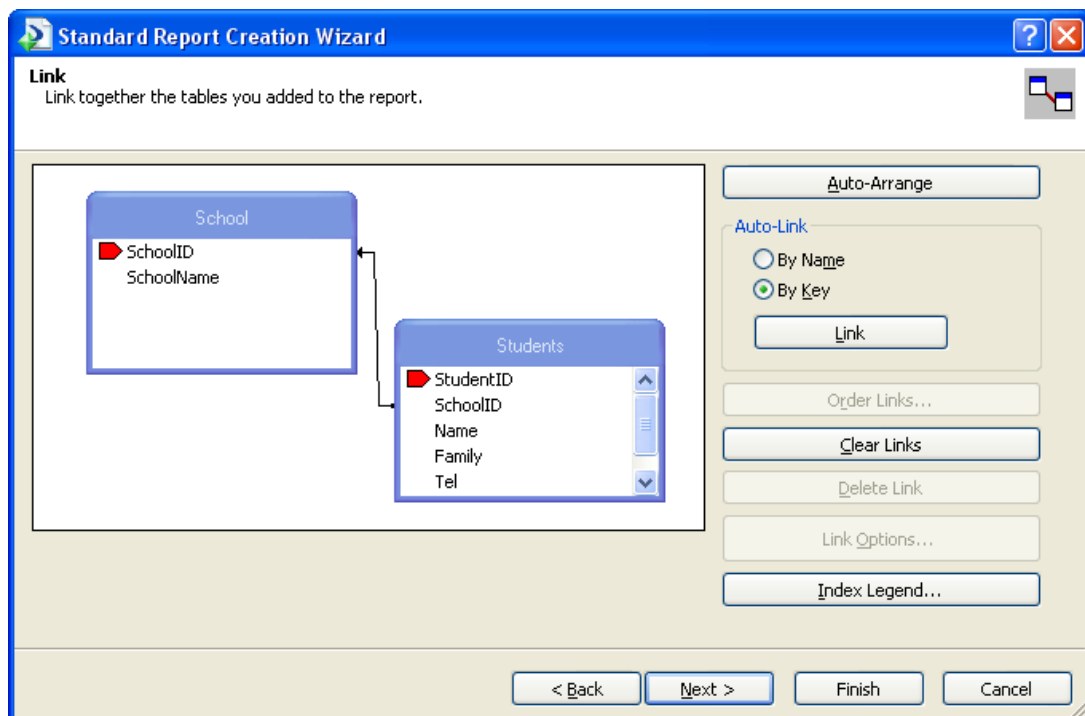 Standard Report Creation Wizard
Link
Link together the tables you added to the report.
School
SchoolID
SchoolName
Students
StudentID
SchoolID
Name
Family
Tel
Auto-Arrange
Auto-Link
By Name
By Key
Link
Order Links...
Clear Links
Delete Link
Link Options...
Index Legend...
< Back
Next >
Finish
Cancel